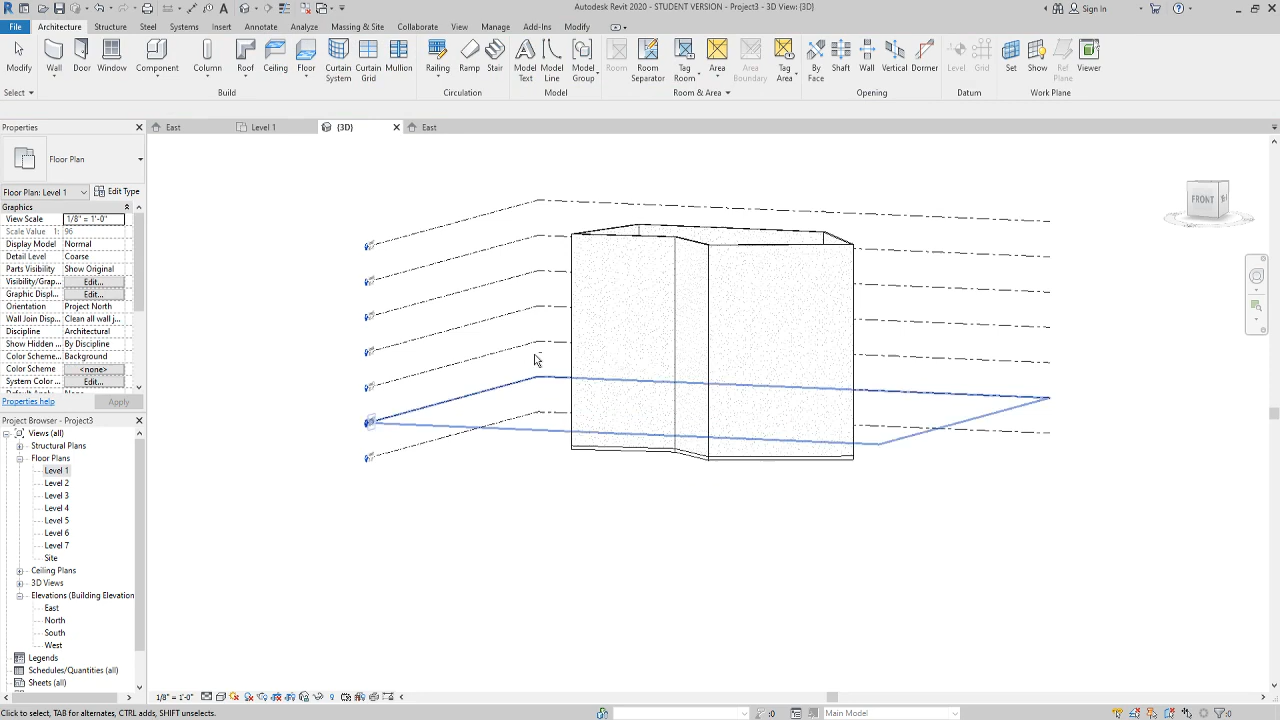 Autodesk Revit 2020 - STUDENT VERSION - Project3 - 3D View: {3D}
Sign In
File Architecture Structure Steel Systems Insert Annotate Analyze Massing & Site Collaborate View Manage Add-Ins Modify
Modify Wall Door Window Component Column Roof Ceiling Floor Curtain System Curtain Grid Mullion Railing Ramp Stair Model Text Model Line Model Group Room Room Separator Tag Room Area Area Boundary Tag Area By Face Shaft Wall Vertical Dormer Level Grid Set Show Ref Plane Viewer
Select Build Circulation Model Room & Area Opening Datum Work Plane
Properties
East Level 1 {3D} East
Floor Plan
Floor Plan: Level 1 Edit Type
Graphics
View Scale 1/8" = 1'-0"
Scale Value 1: 96
Display Model Normal
Detail Level Coarse
Parts Visibility Show Original
Visibility/Grap... Edit...
Graphic Displ... Edit...
Orientation Project North
Wall Join Disp... Clean all wall j...
Discipline Architectural
Show Hidden ... By Discipline
Color Scheme... Background
Color Scheme <none>
System Color ... Edit...
Properties help Apply
Project Browser - Project3
Views (all)
Structural Plans
Floor Plans
Level 1
Level 2
Level 3
Level 4
Level 5
Level 6
Level 7
Site
Ceiling Plans
3D Views
Elevations (Building Elevation
East
North
South
West
Legends
Schedules/Quantities (all)
Sheets (all)
FRONT
1/8" = 1'-0"
Click to select, TAB for alternates, CTRL adds, SHIFT unselects.
:0 Main Model :0